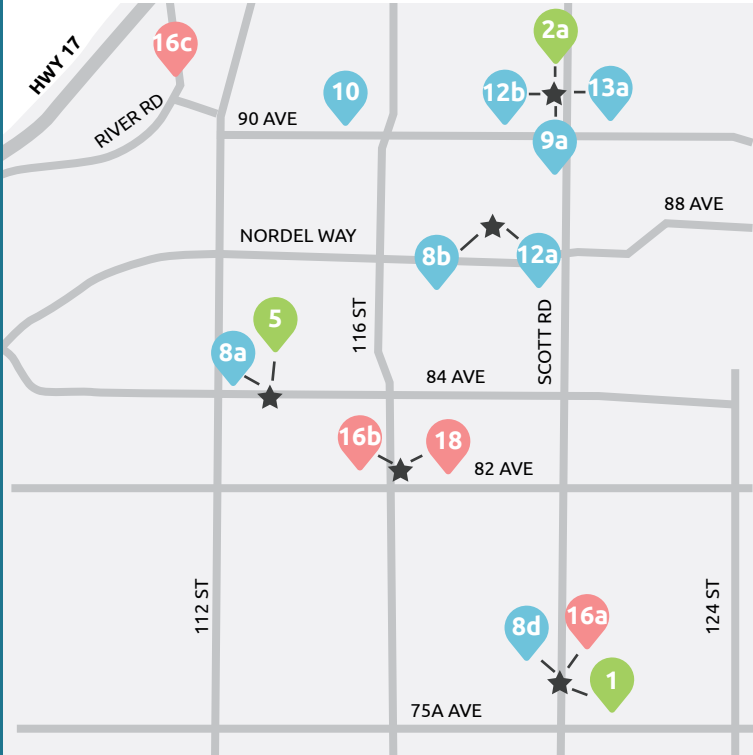 2a
16c
HWY 17
10
12b
13a
RIVER RD
90 AVE
9a
88 AVE
NORDEL WAY
8b
12a
5
116 ST
SCOTT RD
8a
84 AVE
16b
18
82 AVE
112 ST
124 ST
8d
16a
1
75A AVE